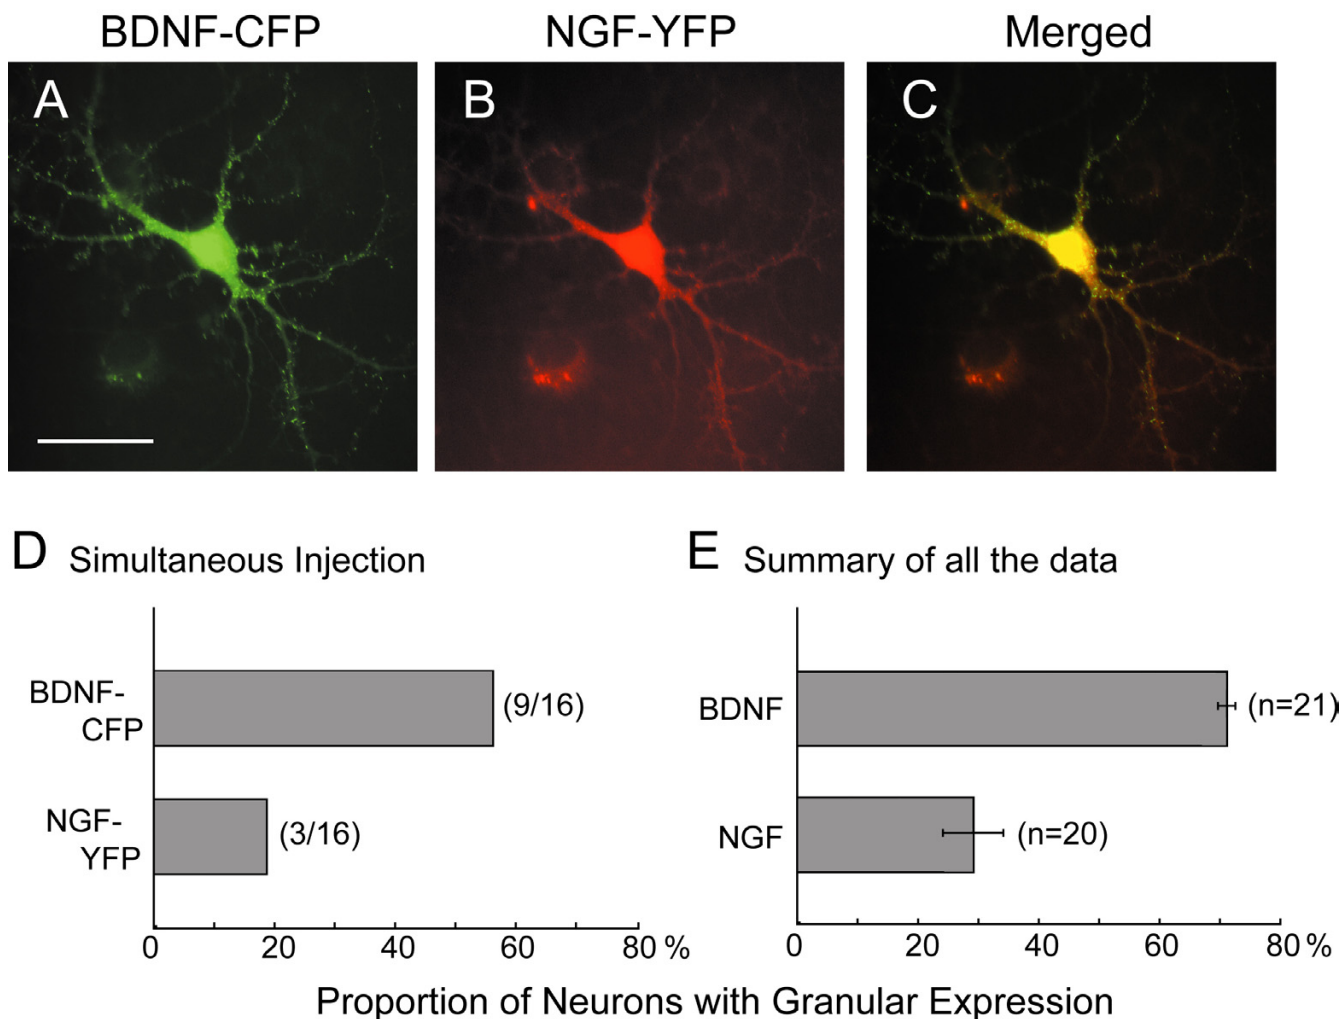 BDNF-CFP NGF-YFP Merged
A B C
D Simultaneous Injection
BDNF-
CFP
(9/16)
NGF-
YFP
(3/16)
0 20 40 60 80 %
E Summary of all the data
BDNF (n=21)
NGF (n=20)
0 20 40 60 80 %
Proportion of Neurons with Granular Expression